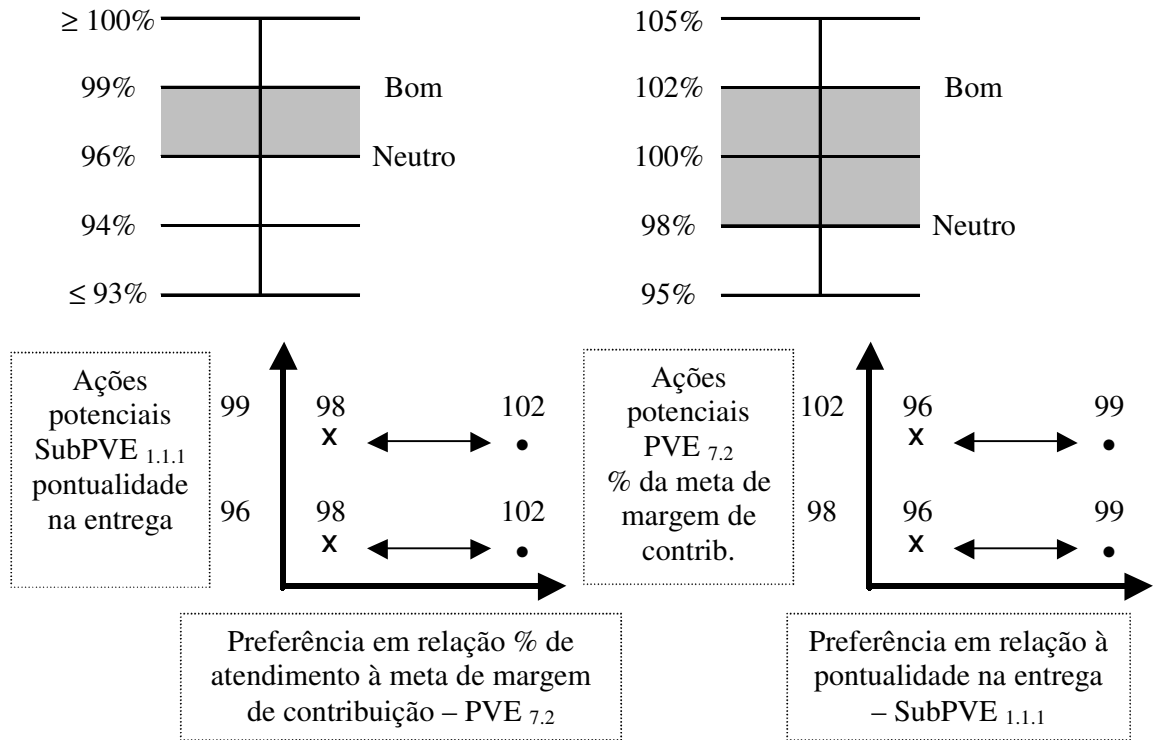 ≥ 100%
99% Bom
96% Neutro
94%
≤ 93%
105%
102% Bom
100%
98% Neutro
95%
Ações
potenciais
SubPVE 1.1.1
pontualidade
na entrega
99 98 102
x •
96 98 102
x •
Preferência em relação % de
atendimento à meta de margem
de contribuição – PVE 7.2
Ações
potenciais
PVE 7.2
% da meta de
margem de
contrib.
102 96 99
x •
98 96 99
x •
Preferência em relação à
pontualidade na entrega
– SubPVE 1.1.1